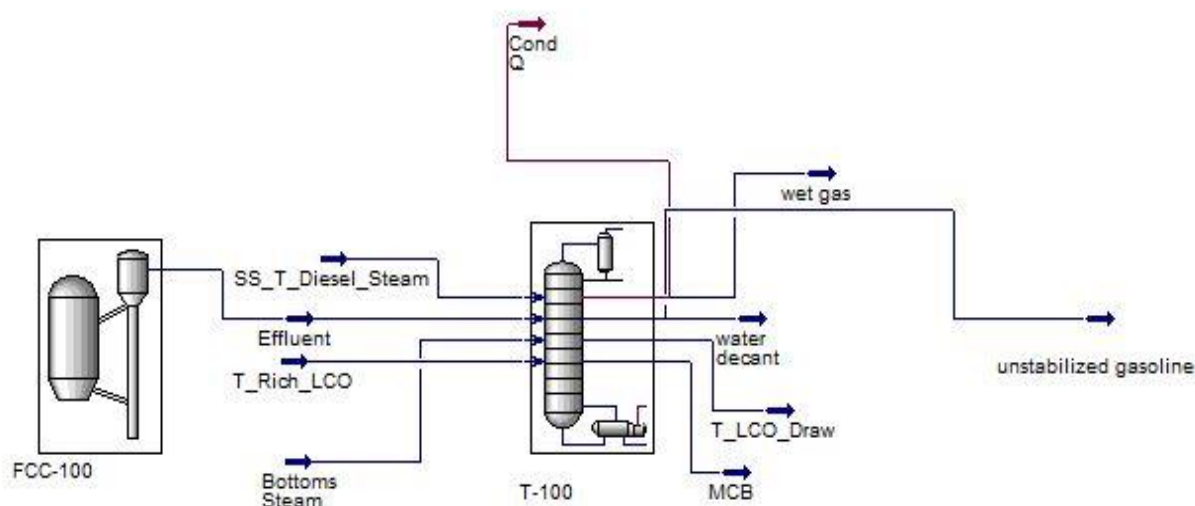 Cond
Q
wet gas
SS_T_Diesel_Steam
Effluent
water
decant
unstabilized gasoline
T_Rich_LCO
T_LCO_Draw
FCC-100
Bottoms
Steam
T-100
MCB